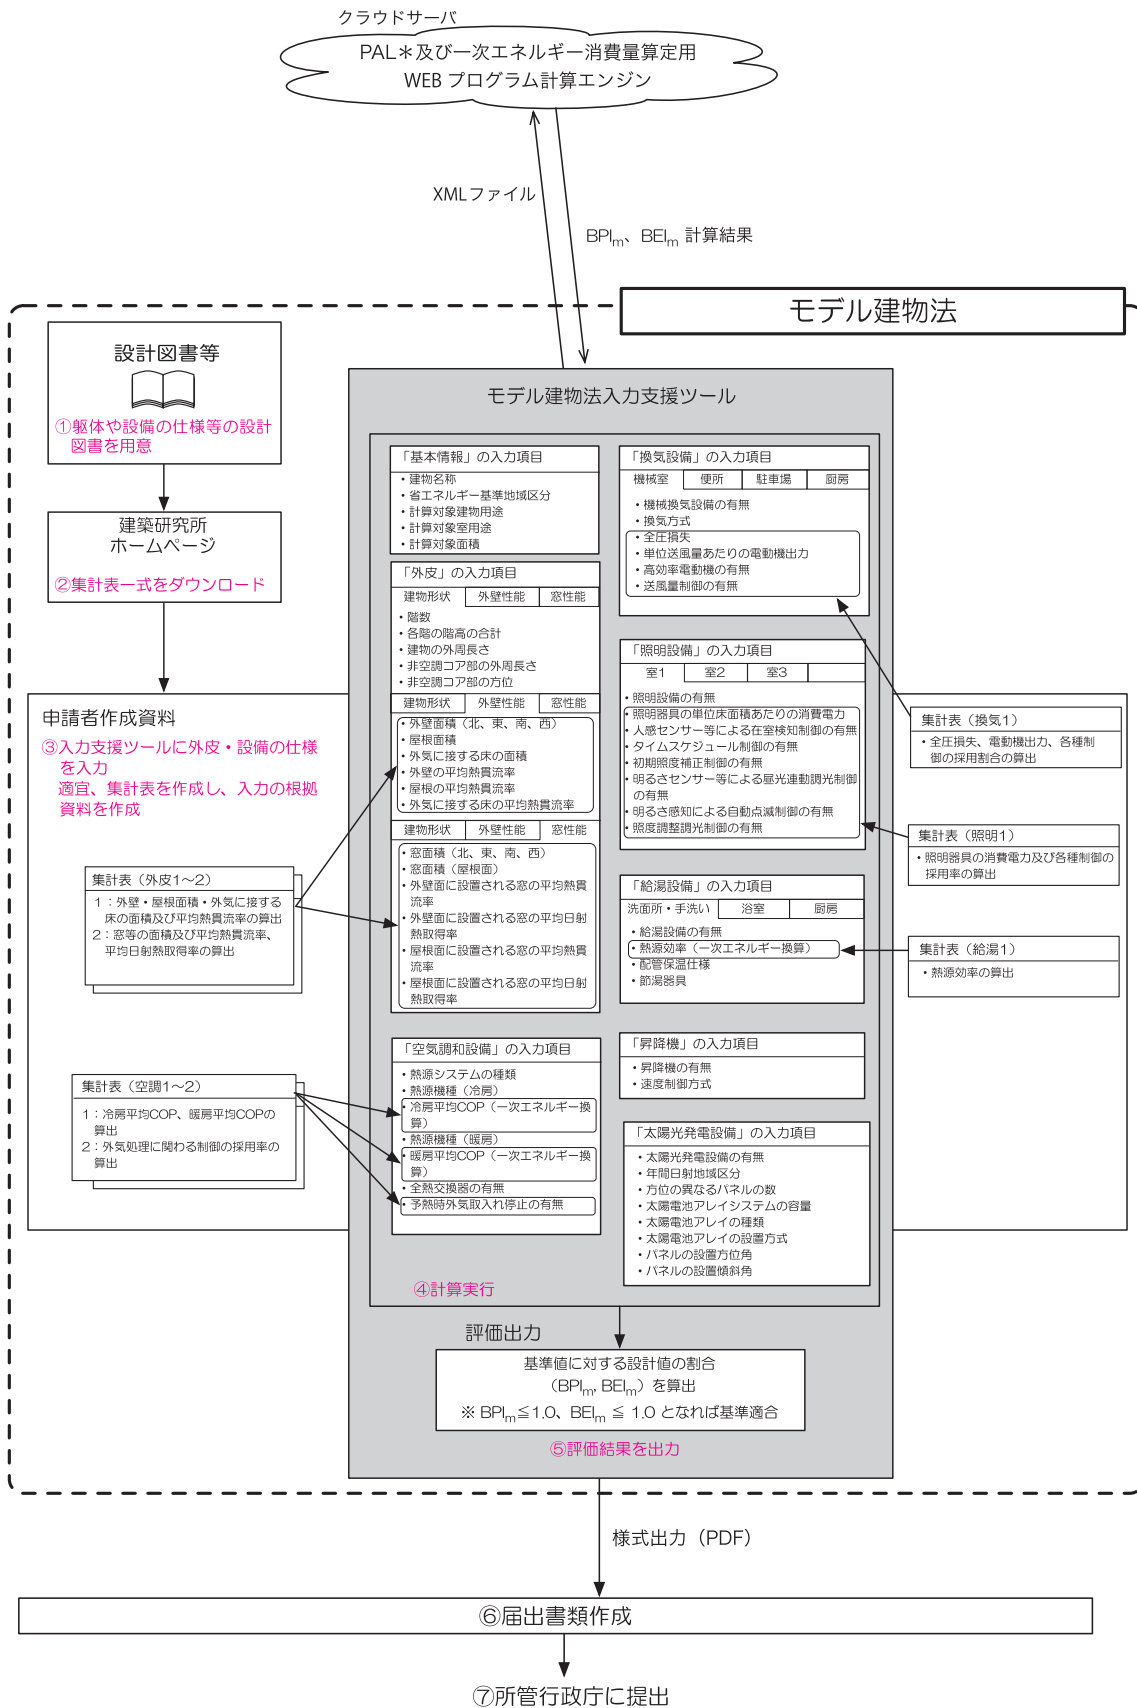 クラウドサーバ
PAL＊及び一次エネルギー消費量算定用
WEB プログラム計算エンジン
XMLファイル
BPIm、BEIm 計算結果
モデル建物法
設計図書等
①躯体や設備の仕様等の設計
図書を用意
建築研究所
ホームページ
②集計表一式をダウンロード
申請者作成資料
③入力支援ツールに外皮・設備の仕様
を入力
適宜、集計表を作成し、入力の根拠
資料を作成
集計表（外皮1〜2）
1：外壁・屋根面積・外気に接する
床の面積及び平均熱貫流率の算出
2：窓等の面積及び平均熱貫流率、
平均日射熱取得率の算出
集計表（空調1〜2）
1：冷房平均COP、暖房平均COPの
算出
2：外気処理に関わる制御の採用率の
算出
モデル建物法入力支援ツール
「基本情報」の入力項目
・建物名称
・省エネルギー基準地域区分
・計算対象建物用途
・計算対象室用途
・計算対象面積
「外皮」の入力項目
建物形状 外壁性能 窓性能
・階数
・各階の階高の合計
・建物の外周長さ
・非空調コア部の外周長さ
・非空調コア部の方位
建物形状 外壁性能 窓性能
・外壁面積（北、東、南、西）
・屋根面積
・外気に接する床の面積
・外壁の平均熱貫流率
・屋根の平均熱貫流率
・外気に接する床の平均熱貫流率
建物形状 外壁性能 窓性能
・窓面積（北、東、南、西）
・窓面積（屋根面）
・外壁面に設置される窓の平均熱貫
流率
・外壁面に設置される窓の平均日射
熱取得率
・屋根面に設置される窓の平均熱貫
流率
・屋根面に設置される窓の平均日射
熱取得率
「空気調和設備」の入力項目
・熱源システムの種類
・熱源機種（冷房）
・冷房平均COP（一次エネルギー換
算）
・熱源機種（暖房）
・暖房平均COP（一次エネルギー換
算）
・全熱交換器の有無
・予熱時外気取入れ停止の有無
「換気設備」の入力項目
機械室 便所 駐車場 厨房
・機械換気設備の有無
・換気方式
・全圧損失
・単位送風量あたりの電動機出力
・高効率電動機の有無
・送風量制御の有無
「照明設備」の入力項目
室1 室2 室3
・照明設備の有無
・照明器具の単位床面積あたりの消費電力
・人感センサー等による在室検知制御の有無
・タイムスケジュール制御の有無
・初期照度補正制御の有無
・明るさセンサー等による昼光連動調光制御
の有無
・明るさ感知による自動点滅制御の有無
・照度調整調光制御の有無
「給湯設備」の入力項目
洗面所・手洗い 浴室 厨房
・給湯設備の有無
・熱源効率（一次エネルギー換算）
・配管保温仕様
・節湯器具
「昇降機」の入力項目
・昇降機の有無
・速度制御方式
「太陽光発電設備」の入力項目
・太陽光発電設備の有無
・年間日射地域区分
・方位の異なるパネルの数
・太陽電池アレイシステムの容量
・太陽電池アレイの種類
・太陽電池アレイの設置方式
・パネルの設置方位角
・パネルの設置傾斜角
集計表（換気1）
・全圧損失、電動機出力、各種制
御の採用割合の算出
集計表（照明1）
・照明器具の消費電力及び各種制御の
採用率の算出
集計表（給湯1）
・熱源効率の算出
④計算実行
評価出力
基準値に対する設計値の割合
（BPIm, BEIm）を算出
※ BPIm≦1.0、BEIm ≦ 1.0 となれば基準適合
⑤評価結果を出力
様式出力（PDF）
⑥届出書類作成
⑦所管行政庁に提出